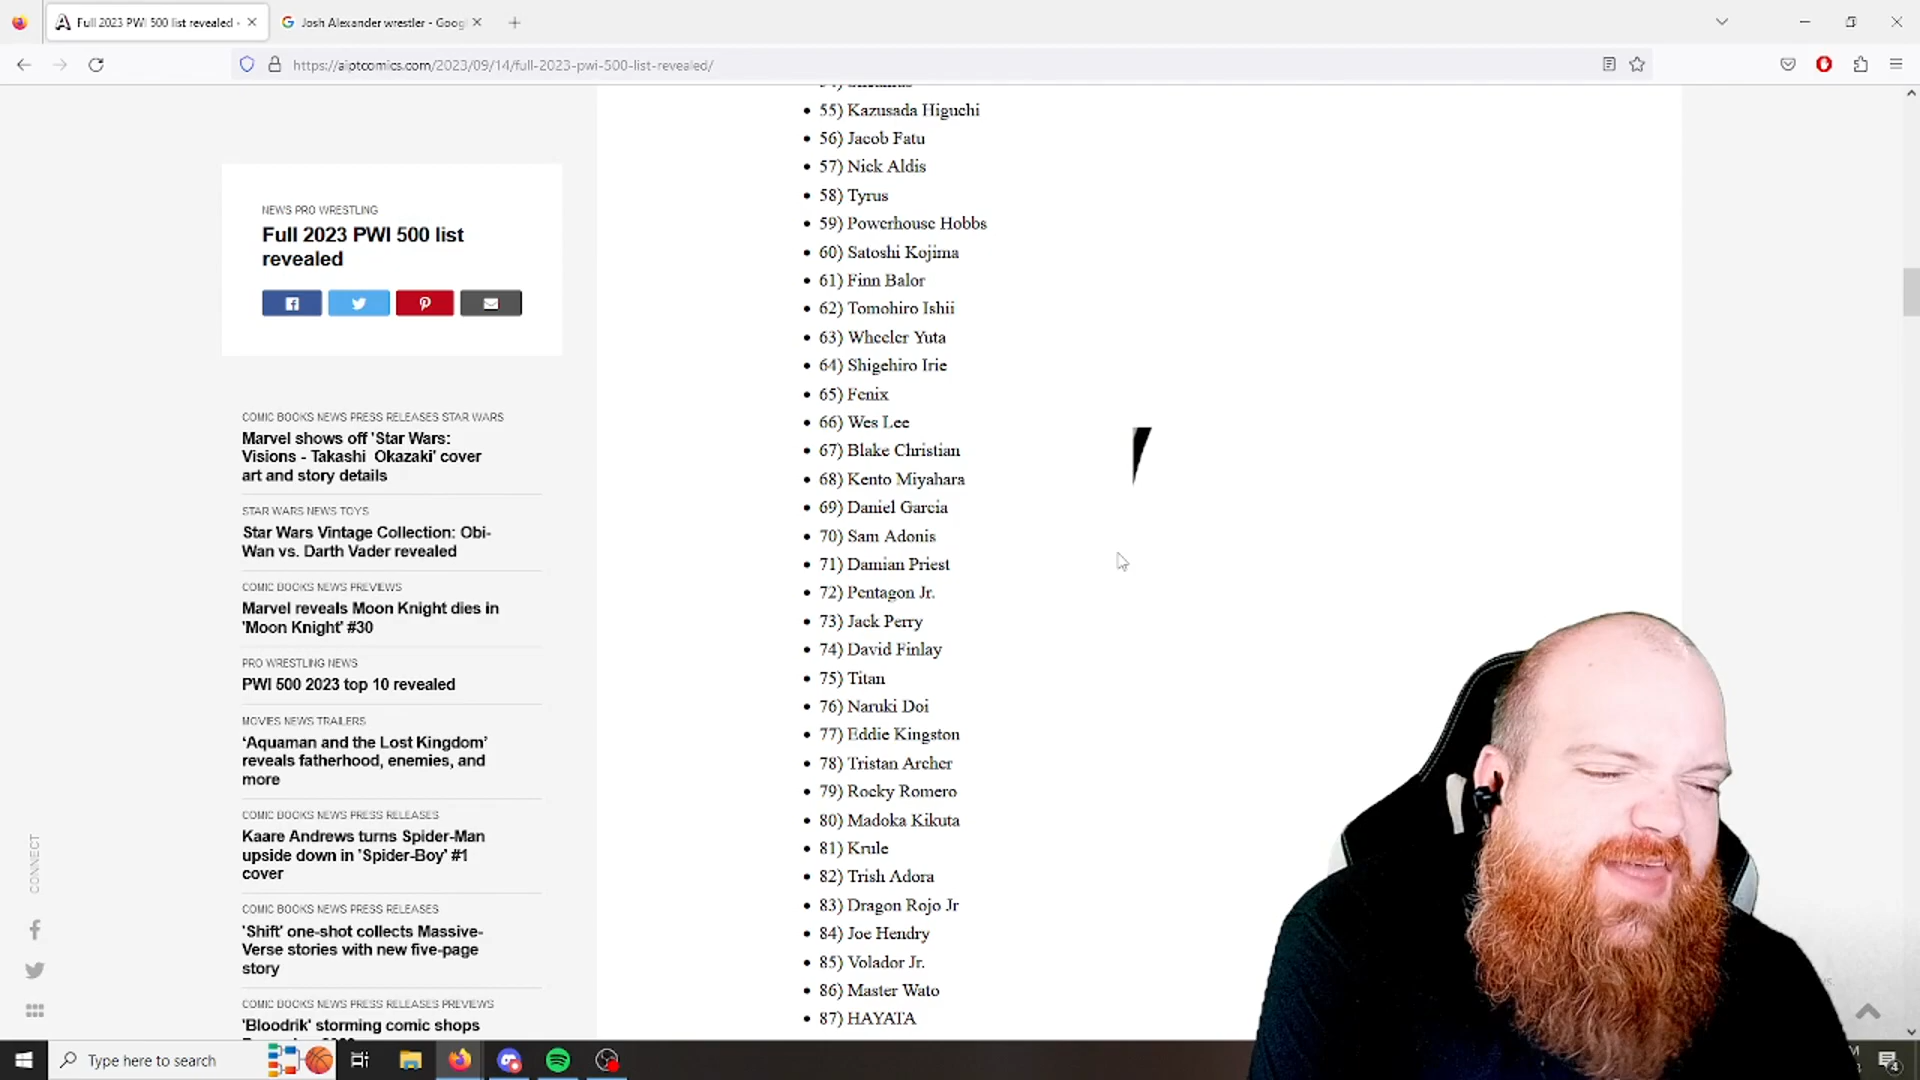 Full 2023 PWI 500 list revealed -
Josh Alexander wrestler - Goog
https://aiptcomics.com/2023/09/14/full-2023-pwi-500-list-revealed/
NEWS PRO WRESTLING
Full 2023 PWI 500 list
revealed
COMIC BOOKS NEWS PRESS RELEASES STAR WARS
Marvel shows off 'Star Wars:
Visions - Takashi Okazaki' cover
art and story details
STAR WARS NEWS TOYS
Star Wars Vintage Collection: Obi-
Wan vs. Darth Vader revealed
COMIC BOOKS NEWS PREVIEWS
Marvel reveals Moon Knight dies in
'Moon Knight' #30
PRO WRESTLING NEWS
PWI 500 2023 top 10 revealed
MOVIES NEWS TRAILERS
‘Aquaman and the Lost Kingdom’
reveals fatherhood, enemies, and
more
COMIC BOOKS NEWS PRESS RELEASES
Kaare Andrews turns Spider-Man
upside down in 'Spider-Boy' #1
cover
COMIC BOOKS NEWS PRESS RELEASES
'Shift' one-shot collects Massive-
Verse stories with new five-page
story
COMIC BOOKS NEWS PRESS RELEASES PREVIEWS
'Bloodrik' storming comic shops
CONNECT
55) Kazusada Higuchi
56) Jacob Fatu
57) Nick Aldis
58) Tyrus
59) Powerhouse Hobbs
60) Satoshi Kojima
61) Finn Balor
62) Tomohiro Ishii
63) Wheeler Yuta
64) Shigehiro Irie
65) Fenix
66) Wes Lee
67) Blake Christian
68) Kento Miyahara
69) Daniel Garcia
70) Sam Adonis
71) Damian Priest
72) Pentagon Jr.
73) Jack Perry
74) David Finlay
75) Titan
76) Naruki Doi
77) Eddie Kingston
78) Tristan Archer
79) Rocky Romero
80) Madoka Kikuta
81) Krule
82) Trish Adora
83) Dragon Rojo Jr
84) Joe Hendry
85) Volador Jr.
86) Master Wato
87) HAYATA
Type here to search
4